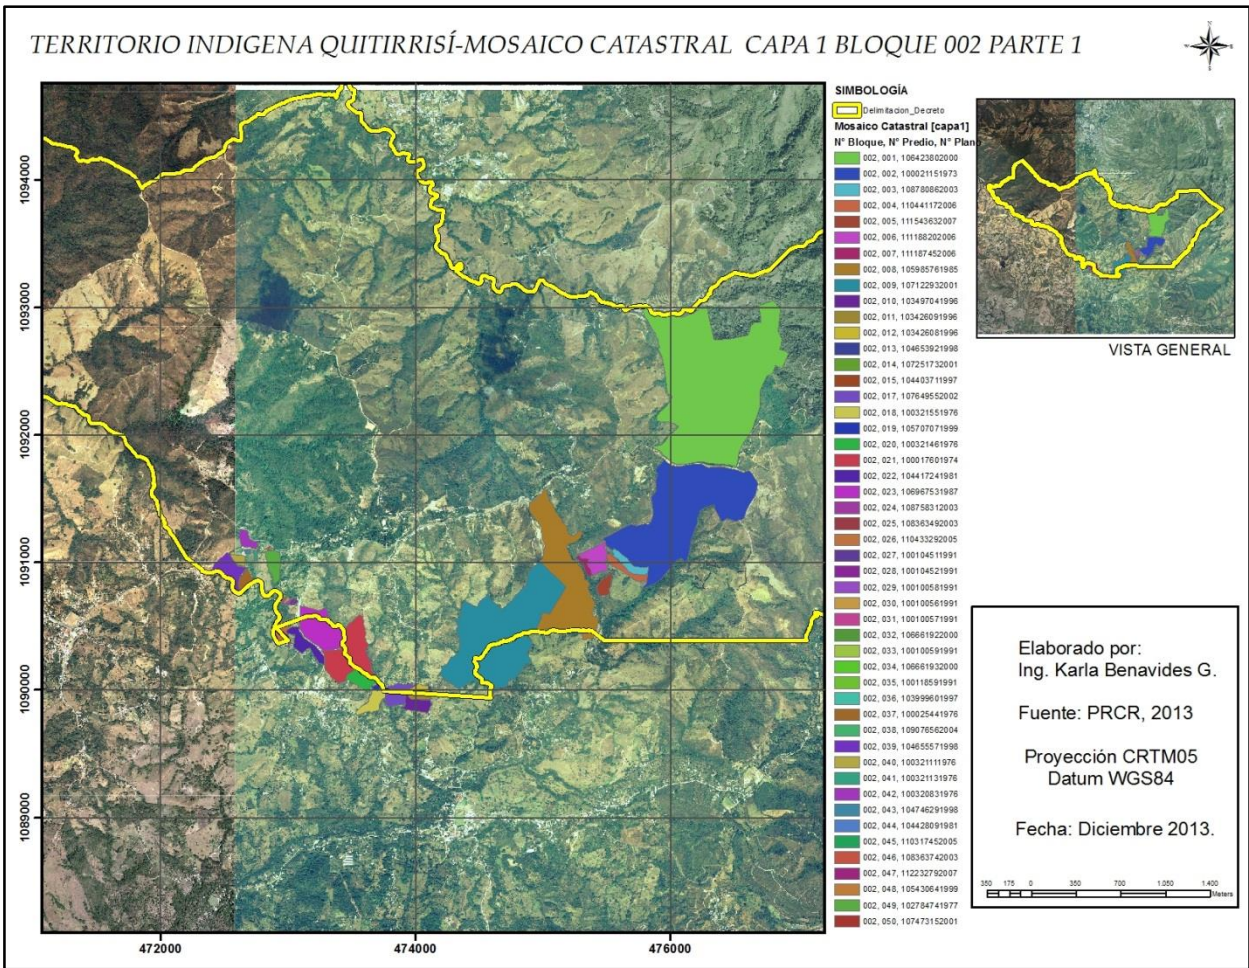 TERRITORIO INDIGENA QUITIRRISÍ-MOSAICO CATASTRAL CAPA 1 BLOQUE 002 PARTE 1
SIMBOLOGÍA
Delimitacion_Decreto
Mosaico Catastral [capa1]
N° Bloque, N° Predio, N° Plano
002, 001, 106423802000
002, 002, 100021151973
002, 003, 108780862003
002, 004, 110441172006
002, 005, 111543632007
002, 006, 111188202006
002, 007, 111187452006
002, 008, 105985761985
002, 009, 107122932001
002, 010, 103497041996
002, 011, 103426091996
002, 012, 103426081996
002, 013, 104653921998
002, 014, 107251732001
002, 015, 104403711997
002, 017, 107649552002
002, 018, 100321551976
002, 019, 105707071999
002, 020, 100321461976
002, 021, 100017601974
002, 022, 104417241981
002, 023, 106967531987
002, 024, 108758312003
002, 025, 108363492003
002, 026, 110433292005
002, 027, 100104511991
002, 028, 100104521991
002, 029, 100100581991
002, 030, 100100561991
002, 031, 100100571991
002, 032, 106661922000
002, 033, 100100591991
002, 034, 106661932000
002, 035, 100118591991
002, 036, 103999601997
002, 037, 100025441976
002, 038, 109076562004
002, 039, 104655571998
002, 040, 100321111976
002, 041, 100321131976
002, 042, 100320831976
002, 043, 104746291998
002, 044, 104428091981
002, 045, 110317452005
002, 046, 108363742003
002, 047, 112232792007
002, 048, 105430641999
002, 049, 102784741977
002, 050, 107473152001
VISTA GENERAL
Elaborado por:
Ing. Karla Benavides G.
Fuente: PRCR, 2013
Proyección CRTM05
Datum WGS84
Fecha: Diciembre 2013.
350 175 0 350 700 1.050 1.400
Meters
1094000
1093000
1092000
1091000
1090000
1089000
472000 474000 476000